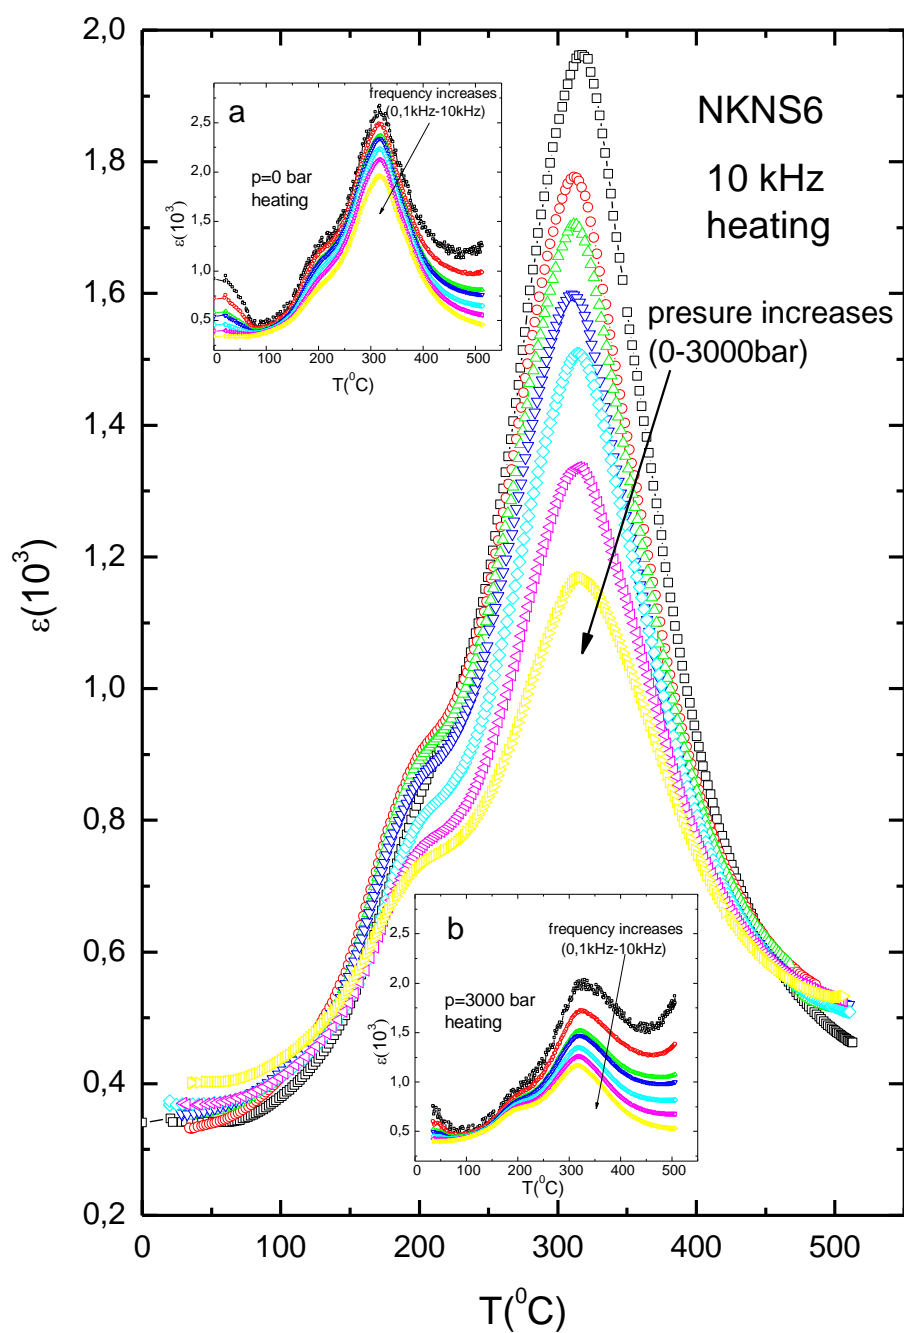 NKNS6
10 kHz
heating
presure increases
(0-3000bar)
ε(10³)
2,0
1,8
1,6
1,4
1,2
1,0
0,8
0,6
0,4
0,2
0 100 200 300 400 500
T(⁰C)
a
frequency increases
(0,1kHz-10kHz)
p=0 bar
heating
ε(10³)
2,5
2,0
1,5
1,0
0,5
0 100 200 300 400 500
T(⁰C)
b
frequency increases
(0,1kHz-10kHz)
p=3000 bar
heating
ε(10³)
2,5
2,0
1,5
1,0
0,5
0 100 200 300 400 500
T(⁰C)